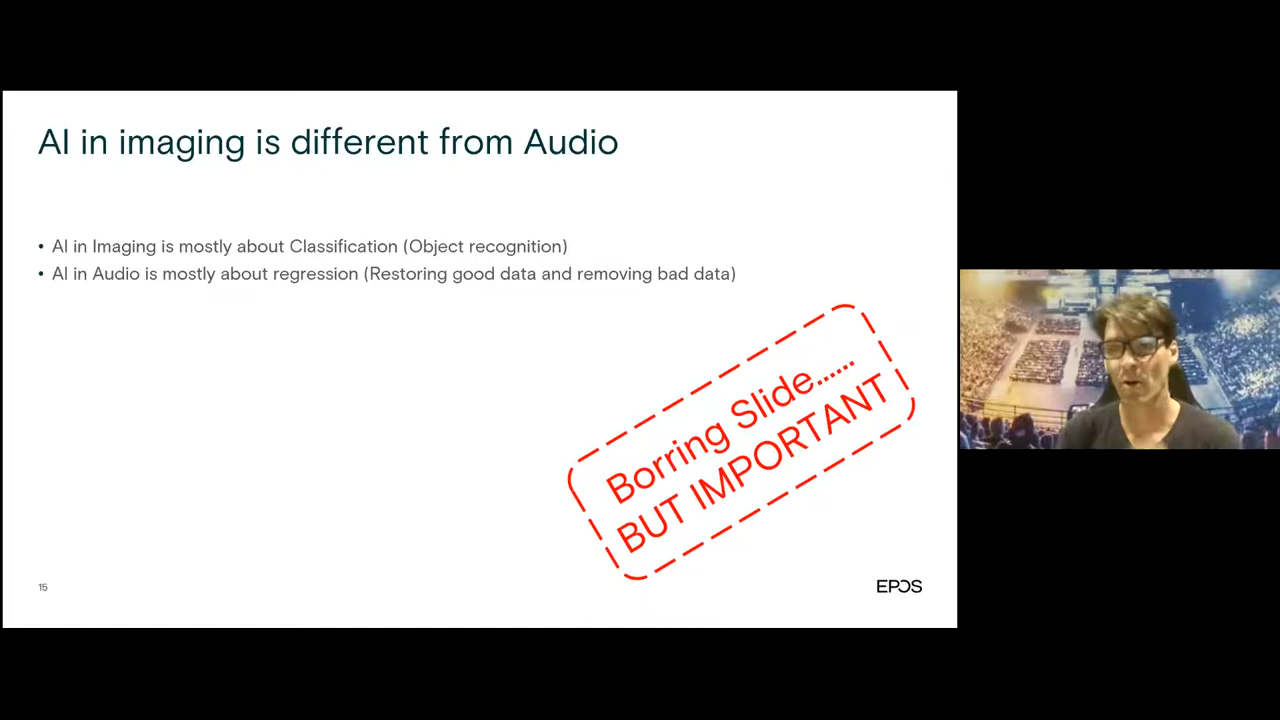 AI in imaging is different from Audio
• AI in Imaging is mostly about Classification (Object recognition)
• AI in Audio is mostly about regression (Restoring good data and removing bad data)
Borring Slide......
BUT IMPORTANT
15
EPOS